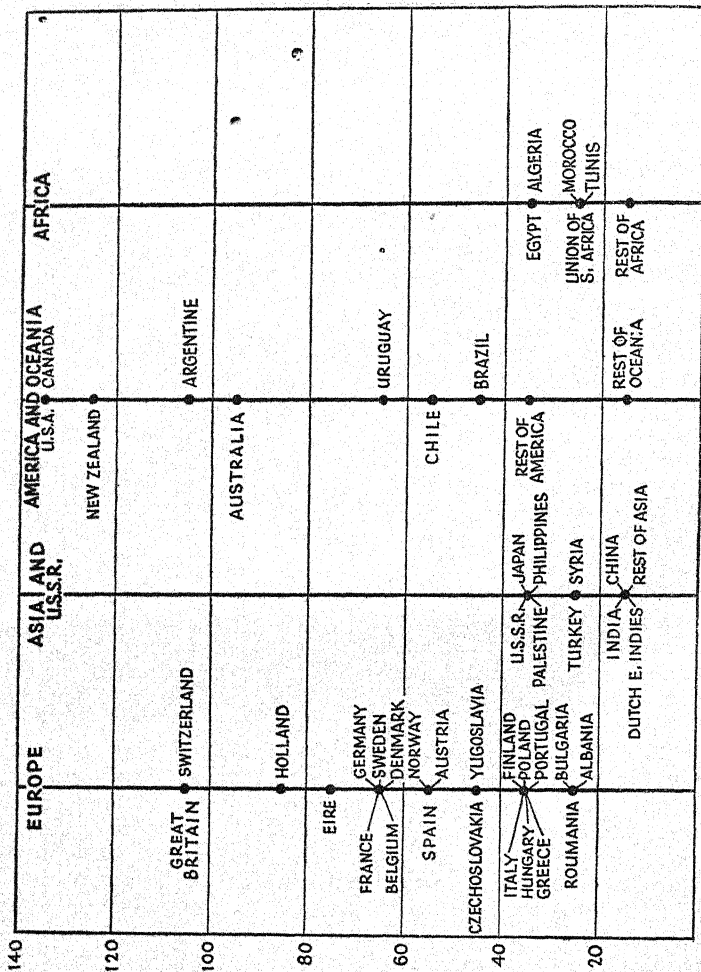 140
120
100
80
60
40
20
EUROPE
GREAT
BRITAIN
SWITZERLAND
HOLLAND
EIRE
FRANCE
BELGIUM
GERMANY
SWEDEN
DENMARK
NORWAY
SPAIN
AUSTRIA
CZECHOSLOVAKIA
YUGOSLAVIA
ITALY
HUNGARY
GREECE
FINLAND
POLAND
PORTUGAL
ROUMANIA
BULGARIA
ALBANIA
ASIA AND
U.S.S.R.
U.S.S.R.
PALESTINE
JAPAN
PHILIPPINES
TURKEY
SYRIA
INDIA
DUTCH E. INDIES
CHINA
REST OF ASIA
AMERICA AND OCEANIA
U.S.A.
CANADA
NEW ZEALAND
ARGENTINE
AUSTRALIA
URUGUAY
CHILE
BRAZIL
REST OF
AMERICA
REST OF
OCEANIA
AFRICA
EGYPT
ALGERIA
UNION OF
S. AFRICA
MOROCCO
TUNIS
REST OF
AFRICA